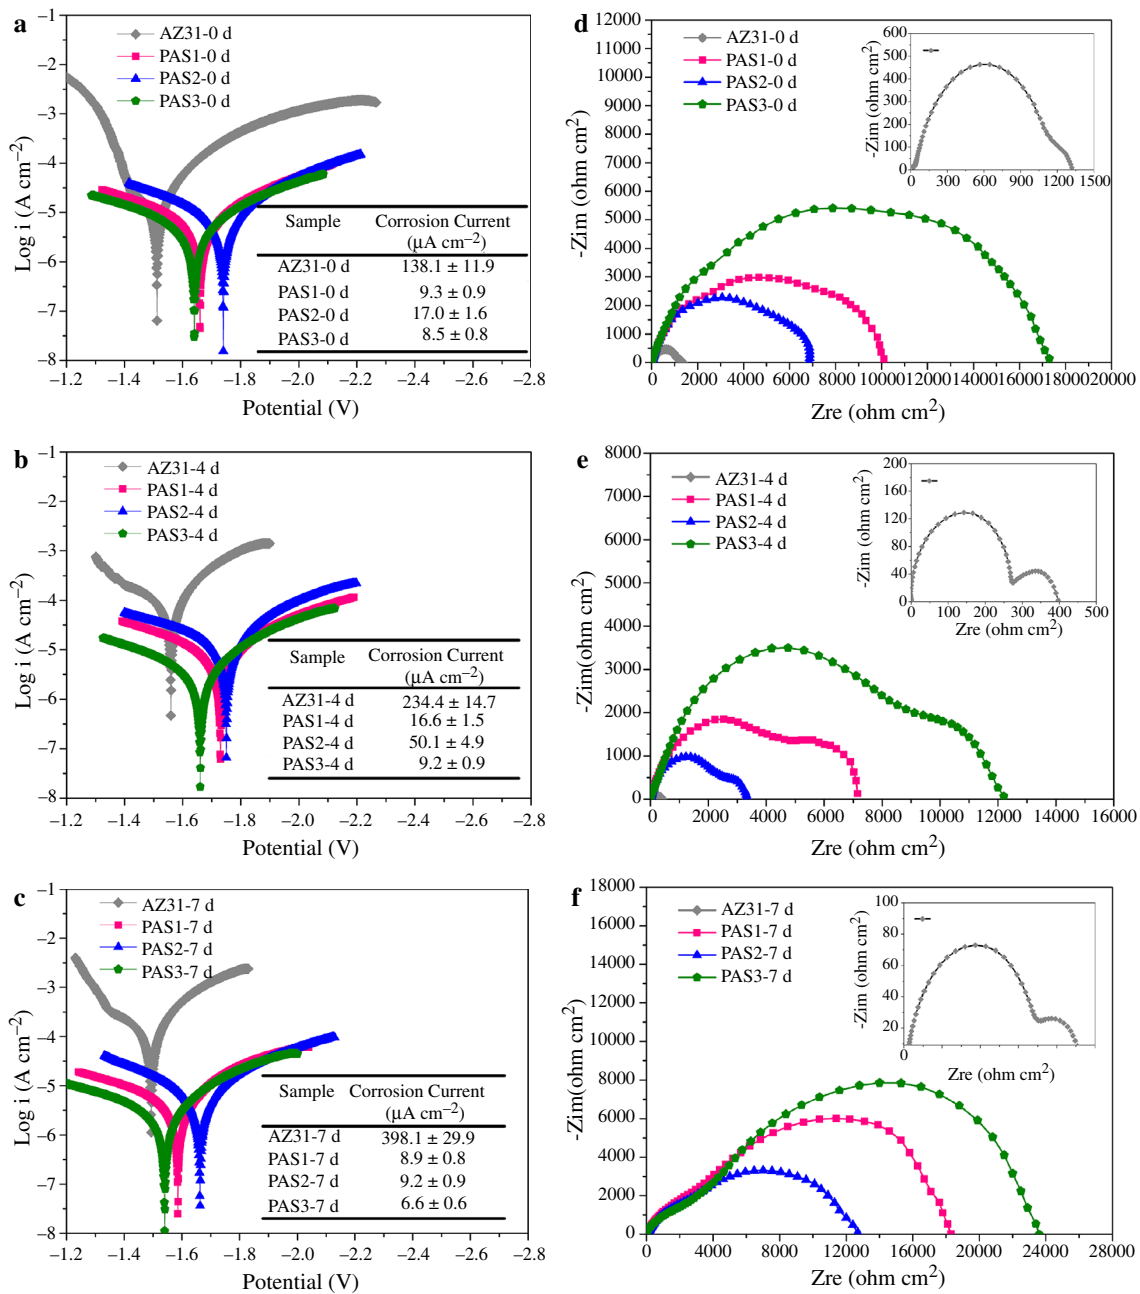 a
−1
−2
−3
−4
−5
−6
−7
−8
Log i (A cm−2)
AZ31-0 d
PAS1-0 d
PAS2-0 d
PAS3-0 d
Sample Corrosion Current
(μA cm−2)
AZ31-0 d 138.1 ± 11.9
PAS1-0 d 9.3 ± 0.9
PAS2-0 d 17.0 ± 1.6
PAS3-0 d 8.5 ± 0.8
−1.2 −1.4 −1.6 −1.8 −2.0 −2.2 −2.4 −2.6 −2.8
Potential (V)
d
12000
11000
10000
9000
8000
7000
6000
5000
4000
3000
2000
1000
0
-Zim (ohm cm2)
AZ31-0 d
PAS1-0 d
PAS2-0 d
PAS3-0 d
600
500
400
300
200
100
0
-Zim (ohm cm2)
0 300 600 900 1200 1500
0 2000 4000 6000 8000 10000 12000 14000 16000 18000 20000
Zre (ohm cm2)
b
−1
−2
−3
−4
−5
−6
−7
−8
Log i (A cm−2)
AZ31-4 d
PAS1-4 d
PAS2-4 d
PAS3-4 d
Sample Corrosion Current
(μA cm−2)
AZ31-4 d 234.4 ± 14.7
PAS1-4 d 16.6 ± 1.5
PAS2-4 d 50.1 ± 4.9
PAS3-4 d 9.2 ± 0.9
−1.2 −1.4 −1.6 −1.8 −2.0 −2.2 −2.4 −2.6 −2.8
Potential (V)
e
8000
7000
6000
5000
4000
3000
2000
1000
0
-Zim(ohm cm2)
AZ31-4 d
PAS1-4 d
PAS2-4 d
PAS3-4 d
200
160
120
80
40
0
-Zim (ohm cm2)
0 100 200 300 400 500
Zre (ohm cm2)
0 2000 4000 6000 8000 10000 12000 14000 16000
Zre (ohm cm2)
c
−1
−2
−3
−4
−5
−6
−7
−8
Log i (A cm−2)
AZ31-7 d
PAS1-7 d
PAS2-7 d
PAS3-7 d
Sample Corrosion Current
(μA cm−2)
AZ31-7 d 398.1 ± 29.9
PAS1-7 d 8.9 ± 0.8
PAS2-7 d 9.2 ± 0.9
PAS3-7 d 6.6 ± 0.6
−1.2 −1.4 −1.6 −1.8 −2.0 −2.2 −2.4 −2.6 −2.8
Potential (V)
f
18000
16000
14000
12000
10000
8000
6000
4000
2000
0
-Zim(ohm cm2)
AZ31-7 d
PAS1-7 d
PAS2-7 d
PAS3-7 d
100
80
60
40
20
-Zim (ohm cm2)
Zre (ohm cm2)
0 4000 8000 12000 16000 20000 24000 28000
Zre (ohm cm2)